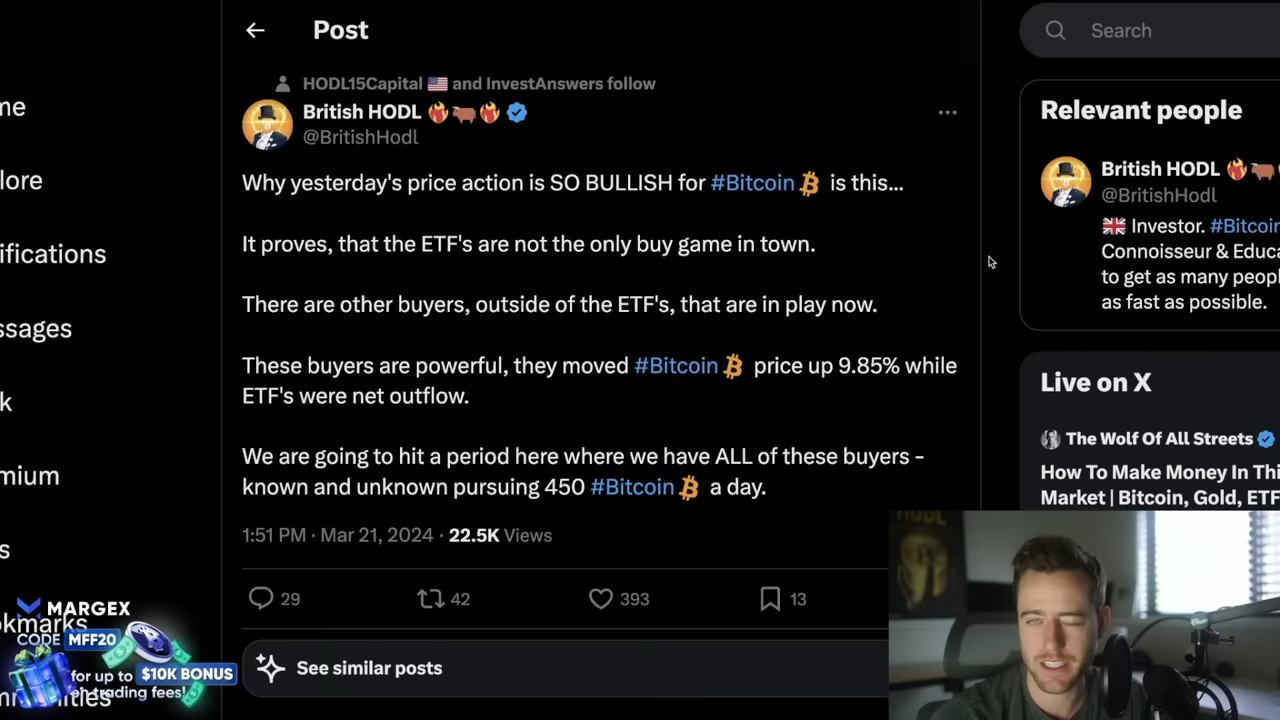 Post
Search
HODL15Capital 🇺🇸 and InvestAnswers follow
British HODL
@BritishHodl
Why yesterday's price action is SO BULLISH for #Bitcoin is this...
It proves, that the ETF's are not the only buy game in town.
There are other buyers, outside of the ETF's, that are in play now.
These buyers are powerful, they moved #Bitcoin price up 9.85% while
ETF's were net outflow.
We are going to hit a period here where we have ALL of these buyers -
known and unknown pursuing 450 #Bitcoin a day.
1:51 PM · Mar 21, 2024 · 22.5K Views
29 42 393 13
See similar posts
Relevant people
British HODL
@BritishHodl
🇬🇧 Investor. #Bitcoin
Connoisseur & Educa
to get as many people
as fast as possible.
Live on X
The Wolf Of All Streets
How To Make Money In Thi
Market | Bitcoin, Gold, ETF
me
lore
ifications
ssages
k
mium
s
okmarks
MARGEX
CODE MFF20
for up to $10K BONUS
trading fees!
HODL